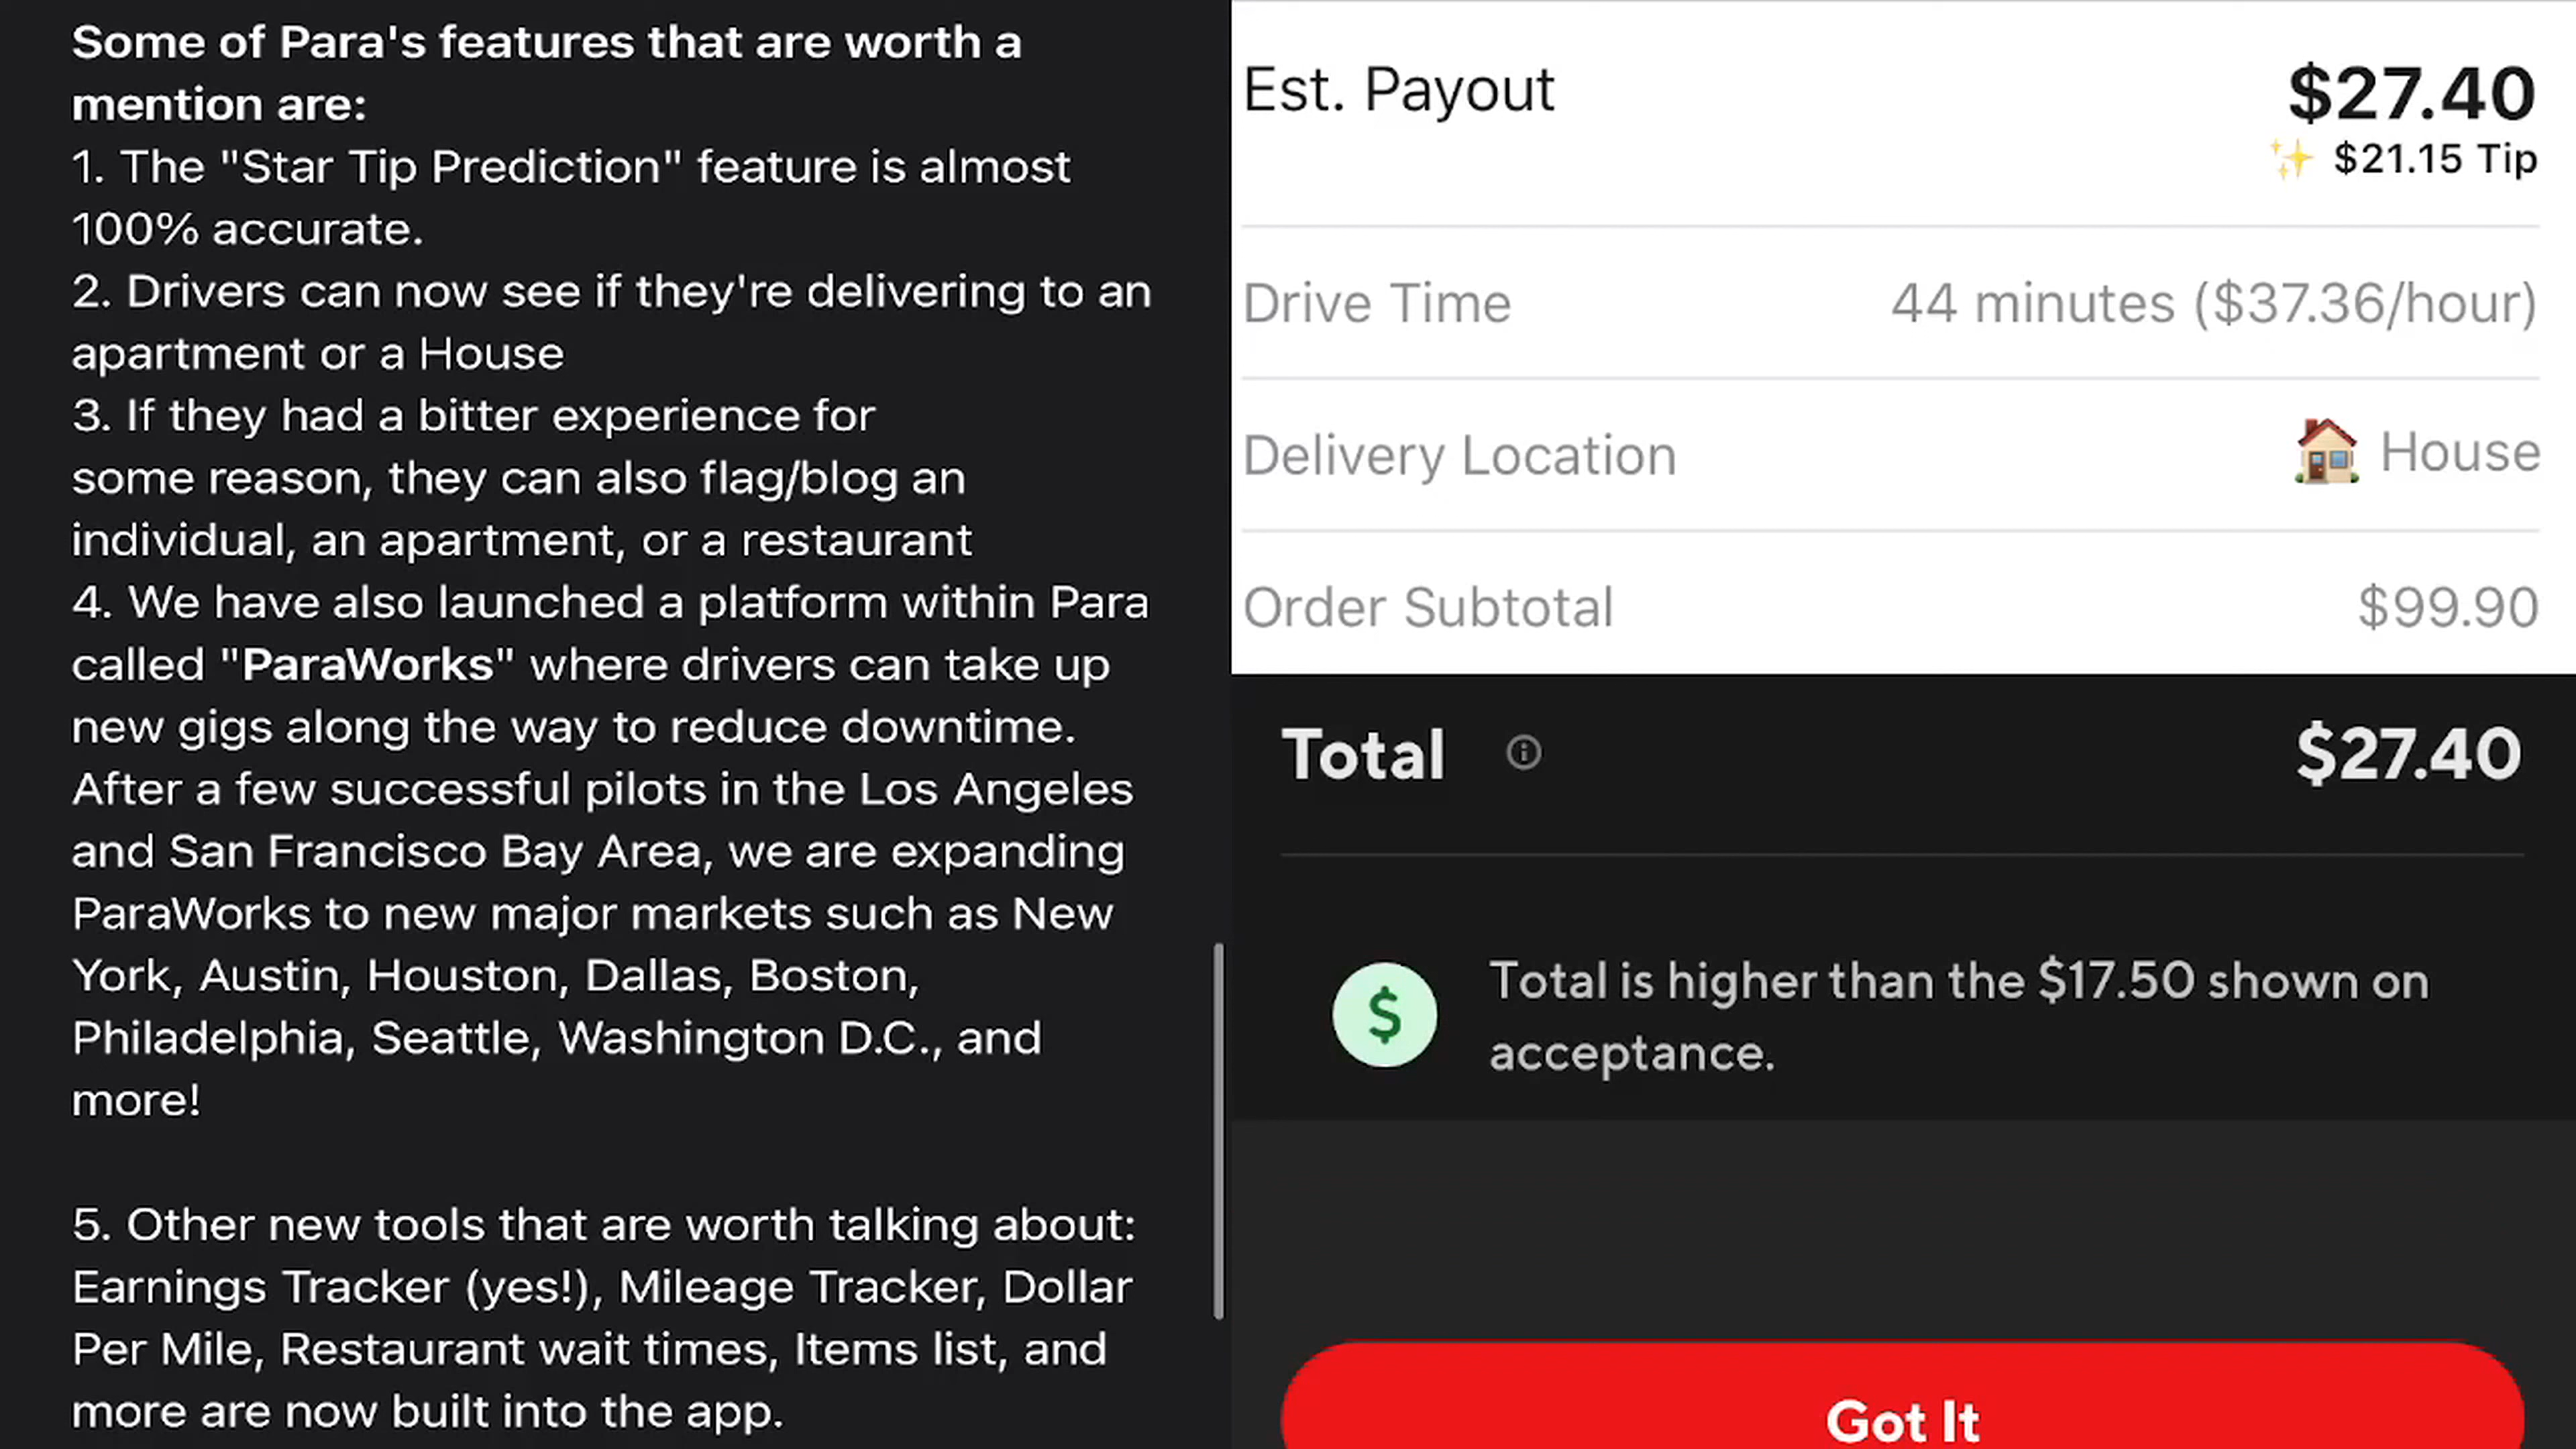 Some of Para's features that are worth a
mention are:
1. The "Star Tip Prediction" feature is almost
100% accurate.
2. Drivers can now see if they're delivering to an
apartment or a House
3. If they had a bitter experience for
some reason, they can also flag/blog an
individual, an apartment, or a restaurant
4. We have also launched a platform within Para
called "ParaWorks" where drivers can take up
new gigs along the way to reduce downtime.
After a few successful pilots in the Los Angeles
and San Francisco Bay Area, we are expanding
ParaWorks to new major markets such as New
York, Austin, Houston, Dallas, Boston,
Philadelphia, Seattle, Washington D.C., and
more!
5. Other new tools that are worth talking about:
Earnings Tracker (yes!), Mileage Tracker, Dollar
Per Mile, Restaurant wait times, Items list, and
more are now built into the app.
Est. Payout $27.40
✨ $21.15 Tip
Drive Time 44 minutes ($37.36/hour)
Delivery Location 🏠 House
Order Subtotal $99.90
Total $27.40
Total is higher than the $17.50 shown on
acceptance.
Got It